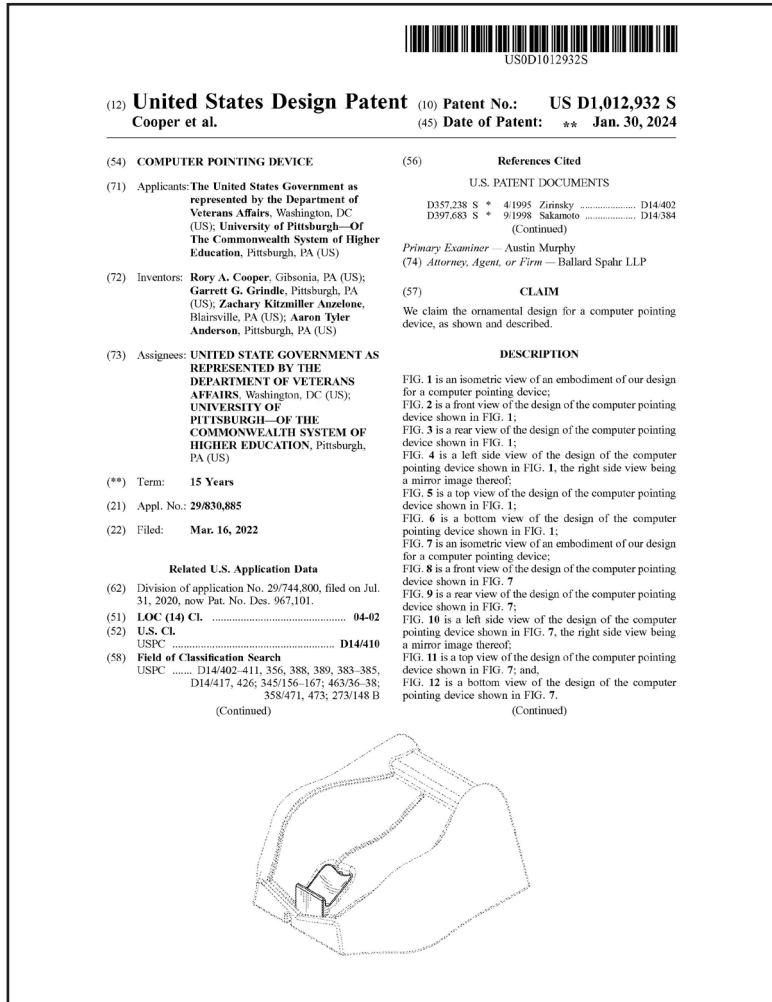 US0D1012932S
(12) United States Design Patent
Cooper et al.
(10) Patent No.: US D1,012,932 S
(45) Date of Patent: ** Jan. 30, 2024
(54) COMPUTER POINTING DEVICE
(71) Applicants: The United States Government as
represented by the Department of
Veterans Affairs, Washington, DC
(US); University of Pittsburgh—Of
The Commonwealth System of Higher
Education, Pittsburgh, PA (US)
(72) Inventors: Rory A. Cooper, Gibsonia, PA (US);
Garrett G. Grindle, Pittsburgh, PA
(US); Zachary Kitzmiller Anzelone,
Blairsville, PA (US); Aaron Tyler
Anderson, Pittsburgh, PA (US)
(73) Assignees: UNITED STATE GOVERNMENT AS
REPRESENTED BY THE
DEPARTMENT OF VETERANS
AFFAIRS, Washington, DC (US);
UNIVERSITY OF
PITTSBURGH—OF THE
COMMONWEALTH SYSTEM OF
HIGHER EDUCATION, Pittsburgh,
PA (US)
(**) Term: 15 Years
(21) Appl. No.: 29/830,885
(22) Filed: Mar. 16, 2022
Related U.S. Application Data
(62) Division of application No. 29/744,800, filed on Jul.
31, 2020, now Pat. No. Des. 967,101.
(51) LOC (14) Cl. .................................................. 04-02
(52) U.S. Cl.
USPC ................................................................ D14/410
(58) Field of Classification Search
USPC ....... D14/402–411, 356, 388, 389, 383–385,
D14/417, 426; 345/156–167; 463/36–38;
358/471, 473; 273/148 B
(Continued)
(56) References Cited
U.S. PATENT DOCUMENTS
D357,238 S * 4/1995 Zirinsky ..................... D14/402
D397,683 S * 9/1998 Sakamoto ................... D14/384
(Continued)
Primary Examiner — Austin Murphy
(74) Attorney, Agent, or Firm — Ballard Spahr LLP
(57) CLAIM
We claim the ornamental design for a computer pointing
device, as shown and described.
DESCRIPTION
FIG. 1 is an isometric view of an embodiment of our design
for a computer pointing device;
FIG. 2 is a front view of the design of the computer pointing
device shown in FIG. 1;
FIG. 3 is a rear view of the design of the computer pointing
device shown in FIG. 1;
FIG. 4 is a left side view of the design of the computer
pointing device shown in FIG. 1, the right side view being
a mirror image thereof;
FIG. 5 is a top view of the design of the computer pointing
device shown in FIG. 1;
FIG. 6 is a bottom view of the design of the computer
pointing device shown in FIG. 1;
FIG. 7 is an isometric view of an embodiment of our design
for a computer pointing device;
FIG. 8 is a front view of the design of the computer pointing
device shown in FIG. 7
FIG. 9 is a rear view of the design of the computer pointing
device shown in FIG. 7;
FIG. 10 is a left side view of the design of the computer
pointing device shown in FIG. 7, the right side view being
a mirror image thereof;
FIG. 11 is a top view of the design of the computer pointing
device shown in FIG. 7; and,
FIG. 12 is a bottom view of the design of the computer
pointing device shown in FIG. 7.
(Continued)